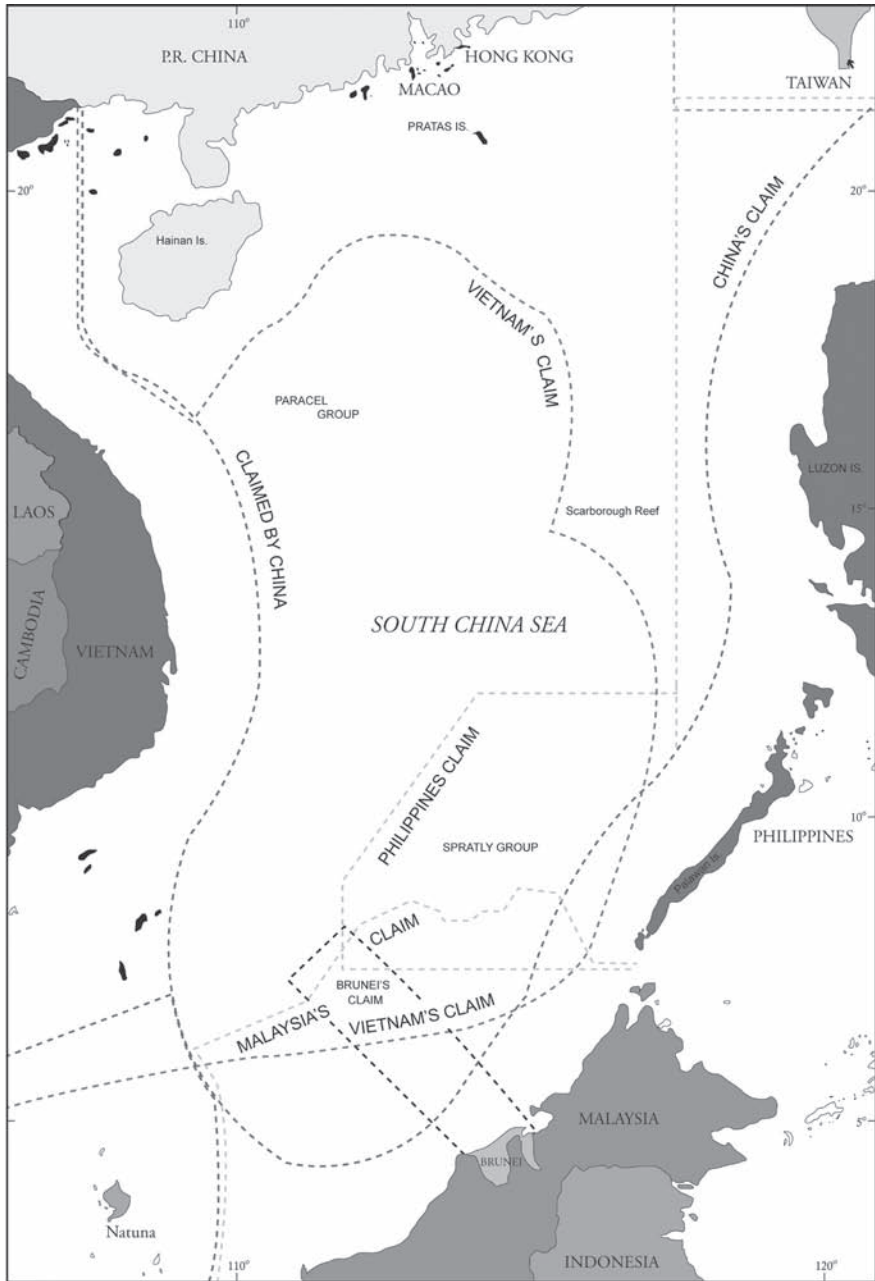 110°
P.R. CHINA
HONG KONG
MACAO
TAIWAN
PRATAS IS.
20°
20°
Hainan Is.
CHINA'S CLAIM
VIETNAM' S CLAIM
PARACEL
GROUP
CLAIMED BY CHINA
LUZON IS.
LAOS
Scarborough Reef
15°
CAMBODIA
SOUTH CHINA SEA
VIETNAM
PHILIPPINES CLAIM
10°
PHILIPPINES
SPRATLY GROUP
Palawan Is.
CLAIM
BRUNEI'S
CLAIM
MALAYSIA'S
VIETNAM'S CLAIM
MALAYSIA
5°
5°
BRUNEI
Natuna
INDONESIA
110°
120°